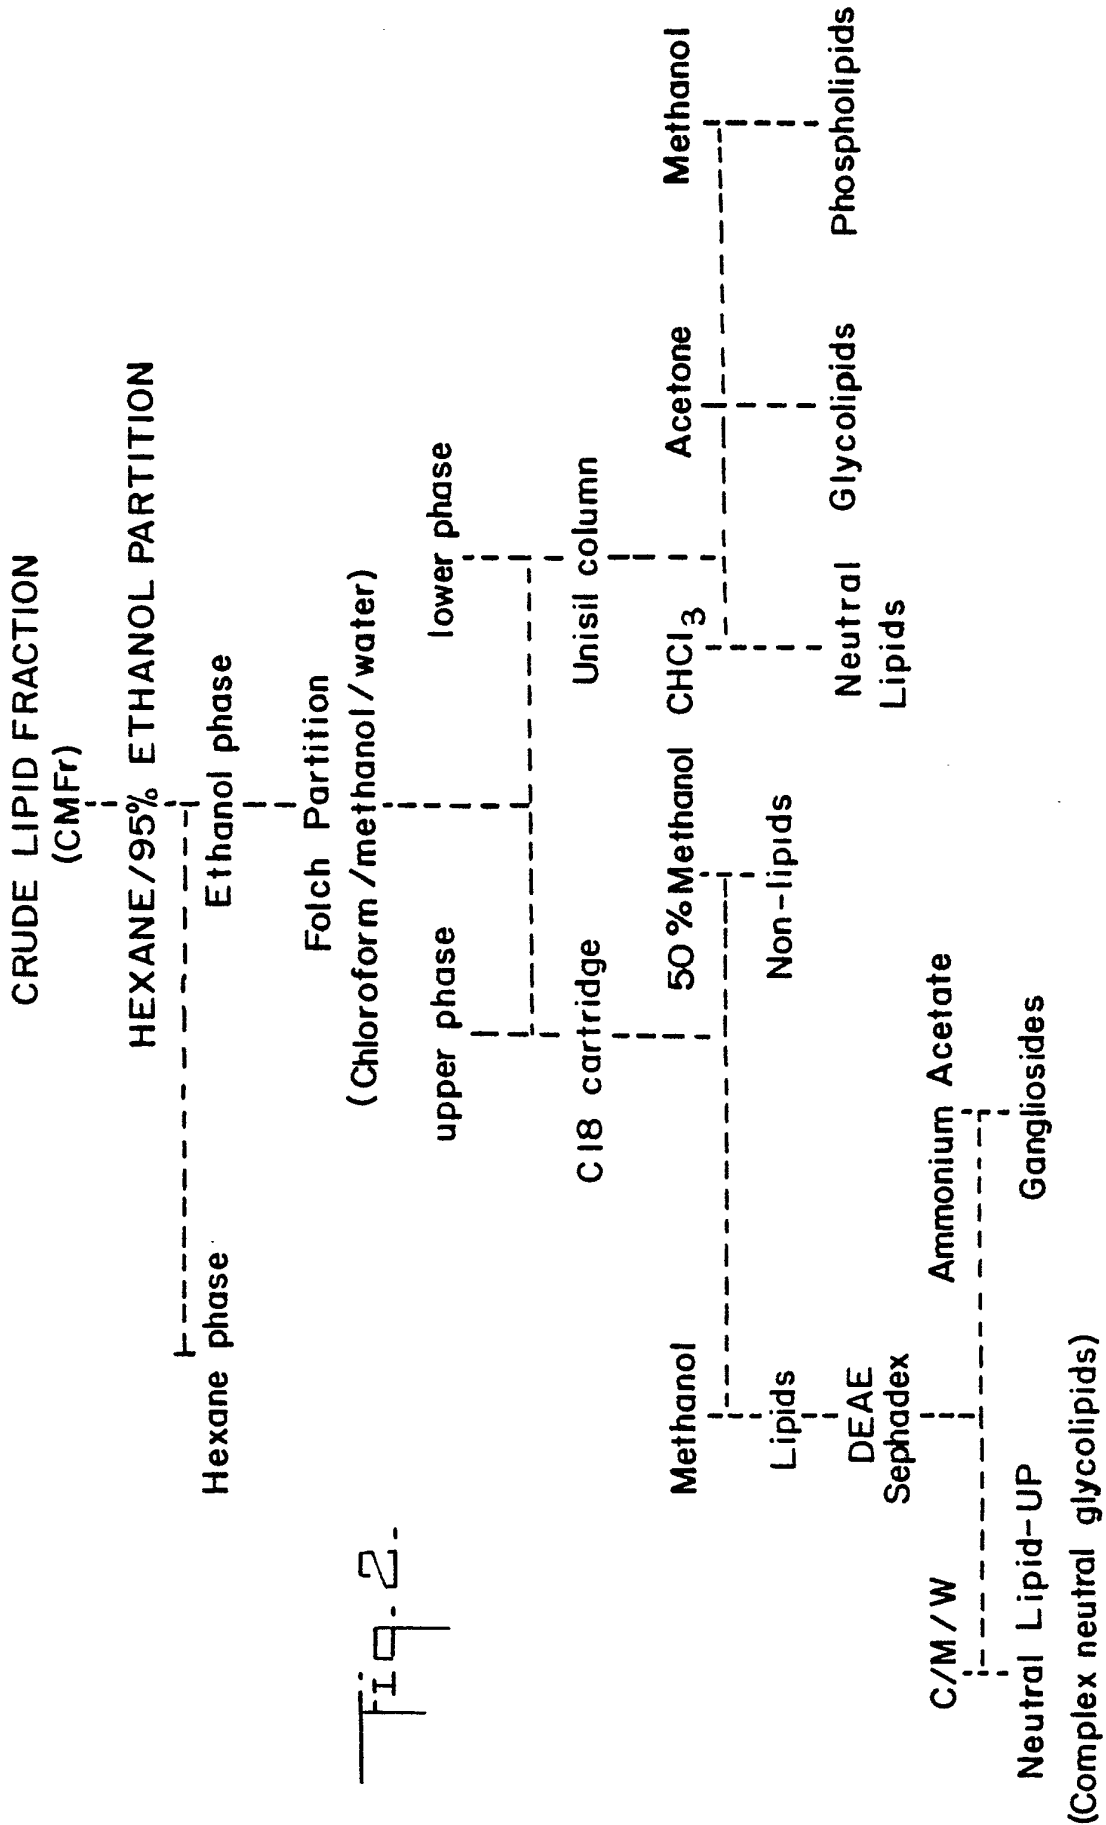 CRUDE LIPID FRACTION
(CMFr)
HEXANE/95% ETHANOL PARTITION
Hexane phase
Ethanol phase
Folch Partition
(Chloroform/methanol/water)
Fig. 2.
upper phase
lower phase
C18 cartridge
Unisil column
Methanol
50% Methanol
CHCl3
Acetone
Methanol
Lipids
Non-lipids
Neutral
Lipids
Glycolipids
Phospholipids
DEAE
Sephadex
C/M/W
Ammonium Acetate
Neutral Lipid-UP
(Complex neutral glycolipids)
Gangliosides